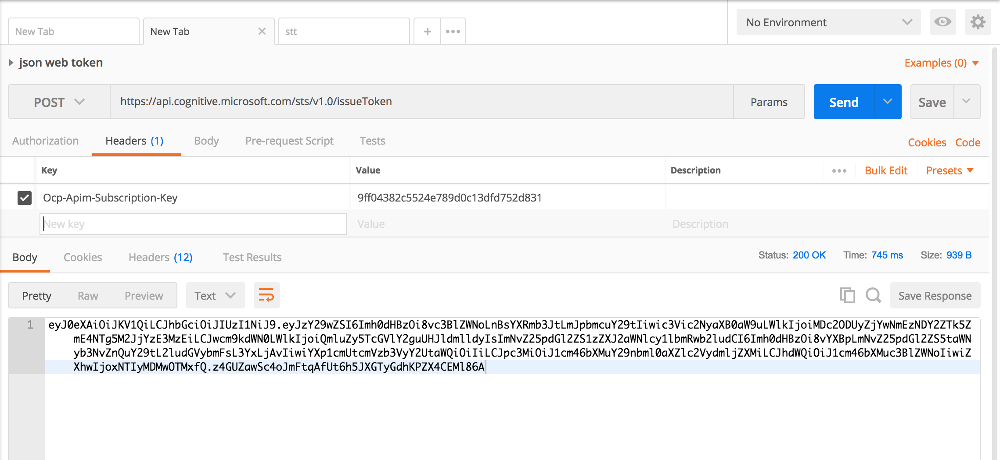 New Tab
New Tab
stt
No Environment
json web token
Examples (0)
POST
https://api.cognitive.microsoft.com/sts/v1.0/issueToken
Params
Send
Save
Authorization
Headers (1)
Body
Pre-request Script
Tests
Cookies
Code
Key
Value
Description
Bulk Edit
Presets
Ocp-Apim-Subscription-Key
9ff04382c5524e789d0c13dfd752d831
New key
Value
Description
Body
Cookies
Headers (12)
Test Results
Status: 200 OK
Time: 745 ms
Size: 939 B
Pretty
Raw
Preview
Text
Save Response
1
eyJ0eXAiOiJKV1QiLCJhbGciOiJIUzI1NiJ9.eyJzY29wZSI6Imh0dHBzOi8vc3BlZWNoLnBsYXRmb3JtLmJpbmcuY29tIiwic3Vic2NyaXB0aW9uLWlkIjoiMDc2ODUyZjYwNmEzNDY2ZTk5Z
mE4NTg5M2JjYzE3MzEiLCJwcm9kdWN0LWlkIjoiQmluZy5TcGVlY2guUHJldmlldyIsImNvZ25pdGl2ZS1zZXJ2aWNlcy1lbmRwb2ludCI6Imh0dHBzOi8vYXBpLmNvZ25pdGl2ZS5taWN
yb3NvZnQuY29tL2ludGVybmFsL3YxLjAvIiwiYXp1cmUtcmVzb3VyY2UtaWQiOiIiLCJpc3MiOiJ1cm46bXMuY29nbml0aXZlc2VydmljZXMiLCJhdWQiOiJ1cm46bXMuc3BlZWNoIiwiZ
XhwIjoxNTIyMDMwOTMxfQ.z4GUZawSc4oJmFtqAfUt6h5JXGTyGdhKPZX4CEMl86A